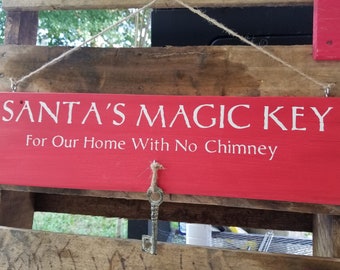 SANTA'S MAGIC KEY
For Our Home With No Chimney